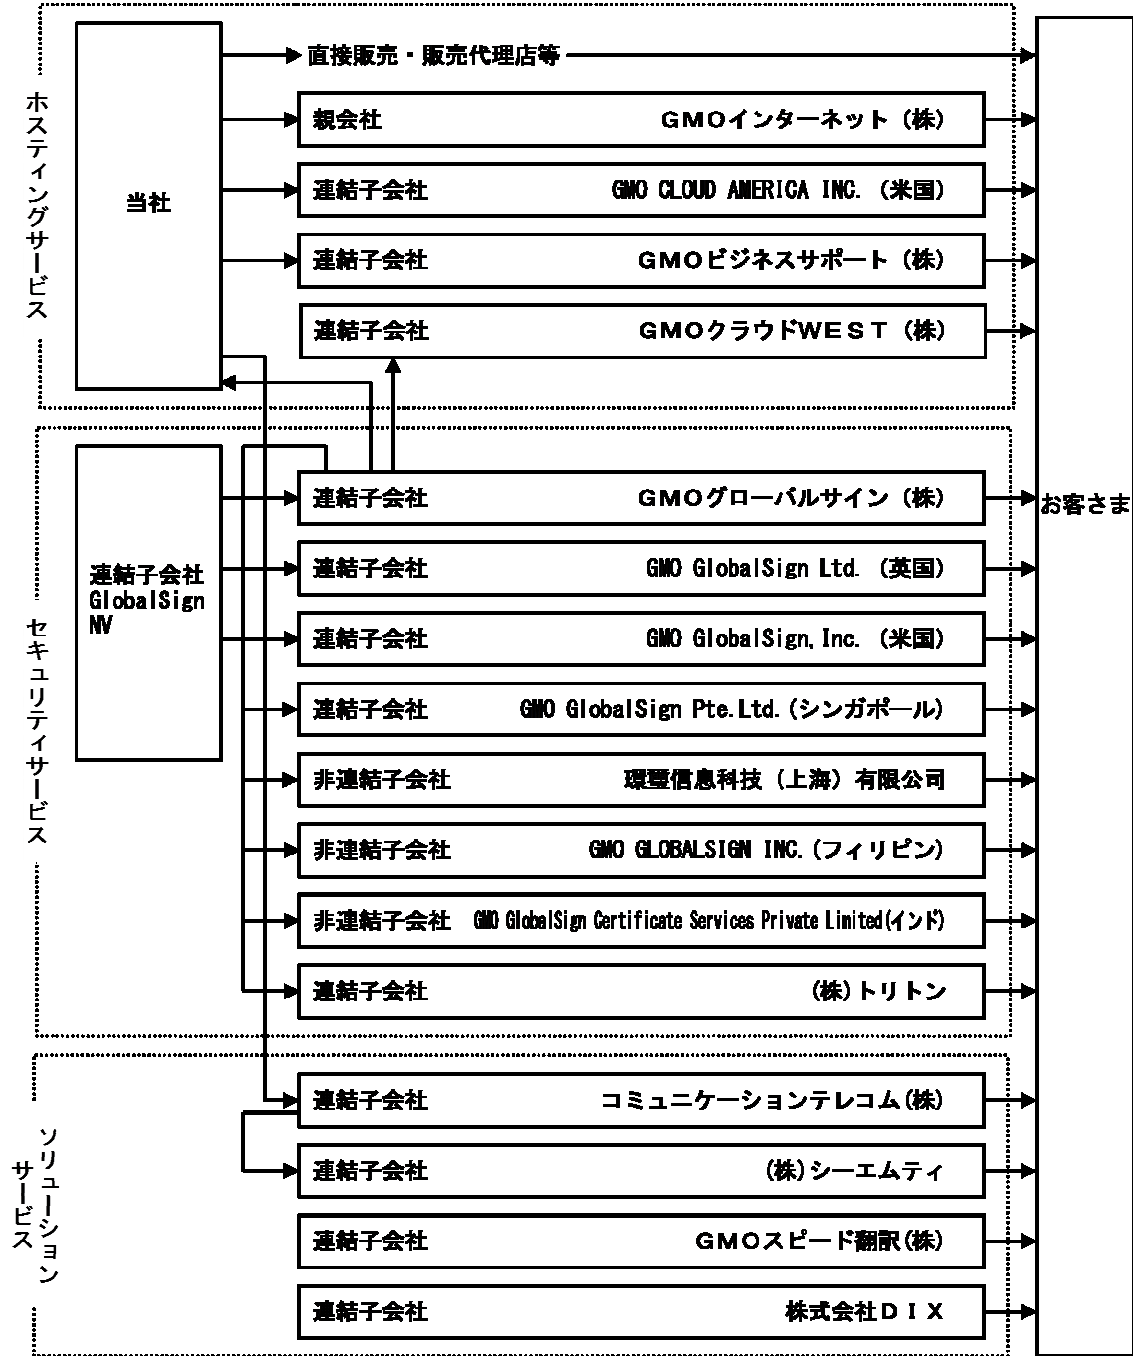 ホスティングサービス
当社
直接販売・販売代理店等
親会社 GMOインターネット（株）
連結子会社 GMO CLOUD AMERICA INC.（米国）
連結子会社 GMOビジネスサポート（株）
連結子会社 GMOクラウドWEST（株）
セキュリティサービス
連結子会社
GlobalSign
NV
連結子会社 GMOグローバルサイン（株）
連結子会社 GMO GlobalSign Ltd.（英国）
連結子会社 GMO GlobalSign,Inc.（米国）
連結子会社 GMO GlobalSign Pte.Ltd.(シンガポール)
非連結子会社 環璽信息科技（上海）有限公司
非連結子会社 GMO GLOBALSIGN INC.(フィリピン)
非連結子会社 GMO GlobalSign Certificate Services Private Limited(インド)
連結子会社 (株)トリトン
ソリューション
サービス
連結子会社 コミュニケーションテレコム(株)
連結子会社 (株)シーエムティ
連結子会社 GMOスピード翻訳(株)
連結子会社 株式会社DIX
お客さま